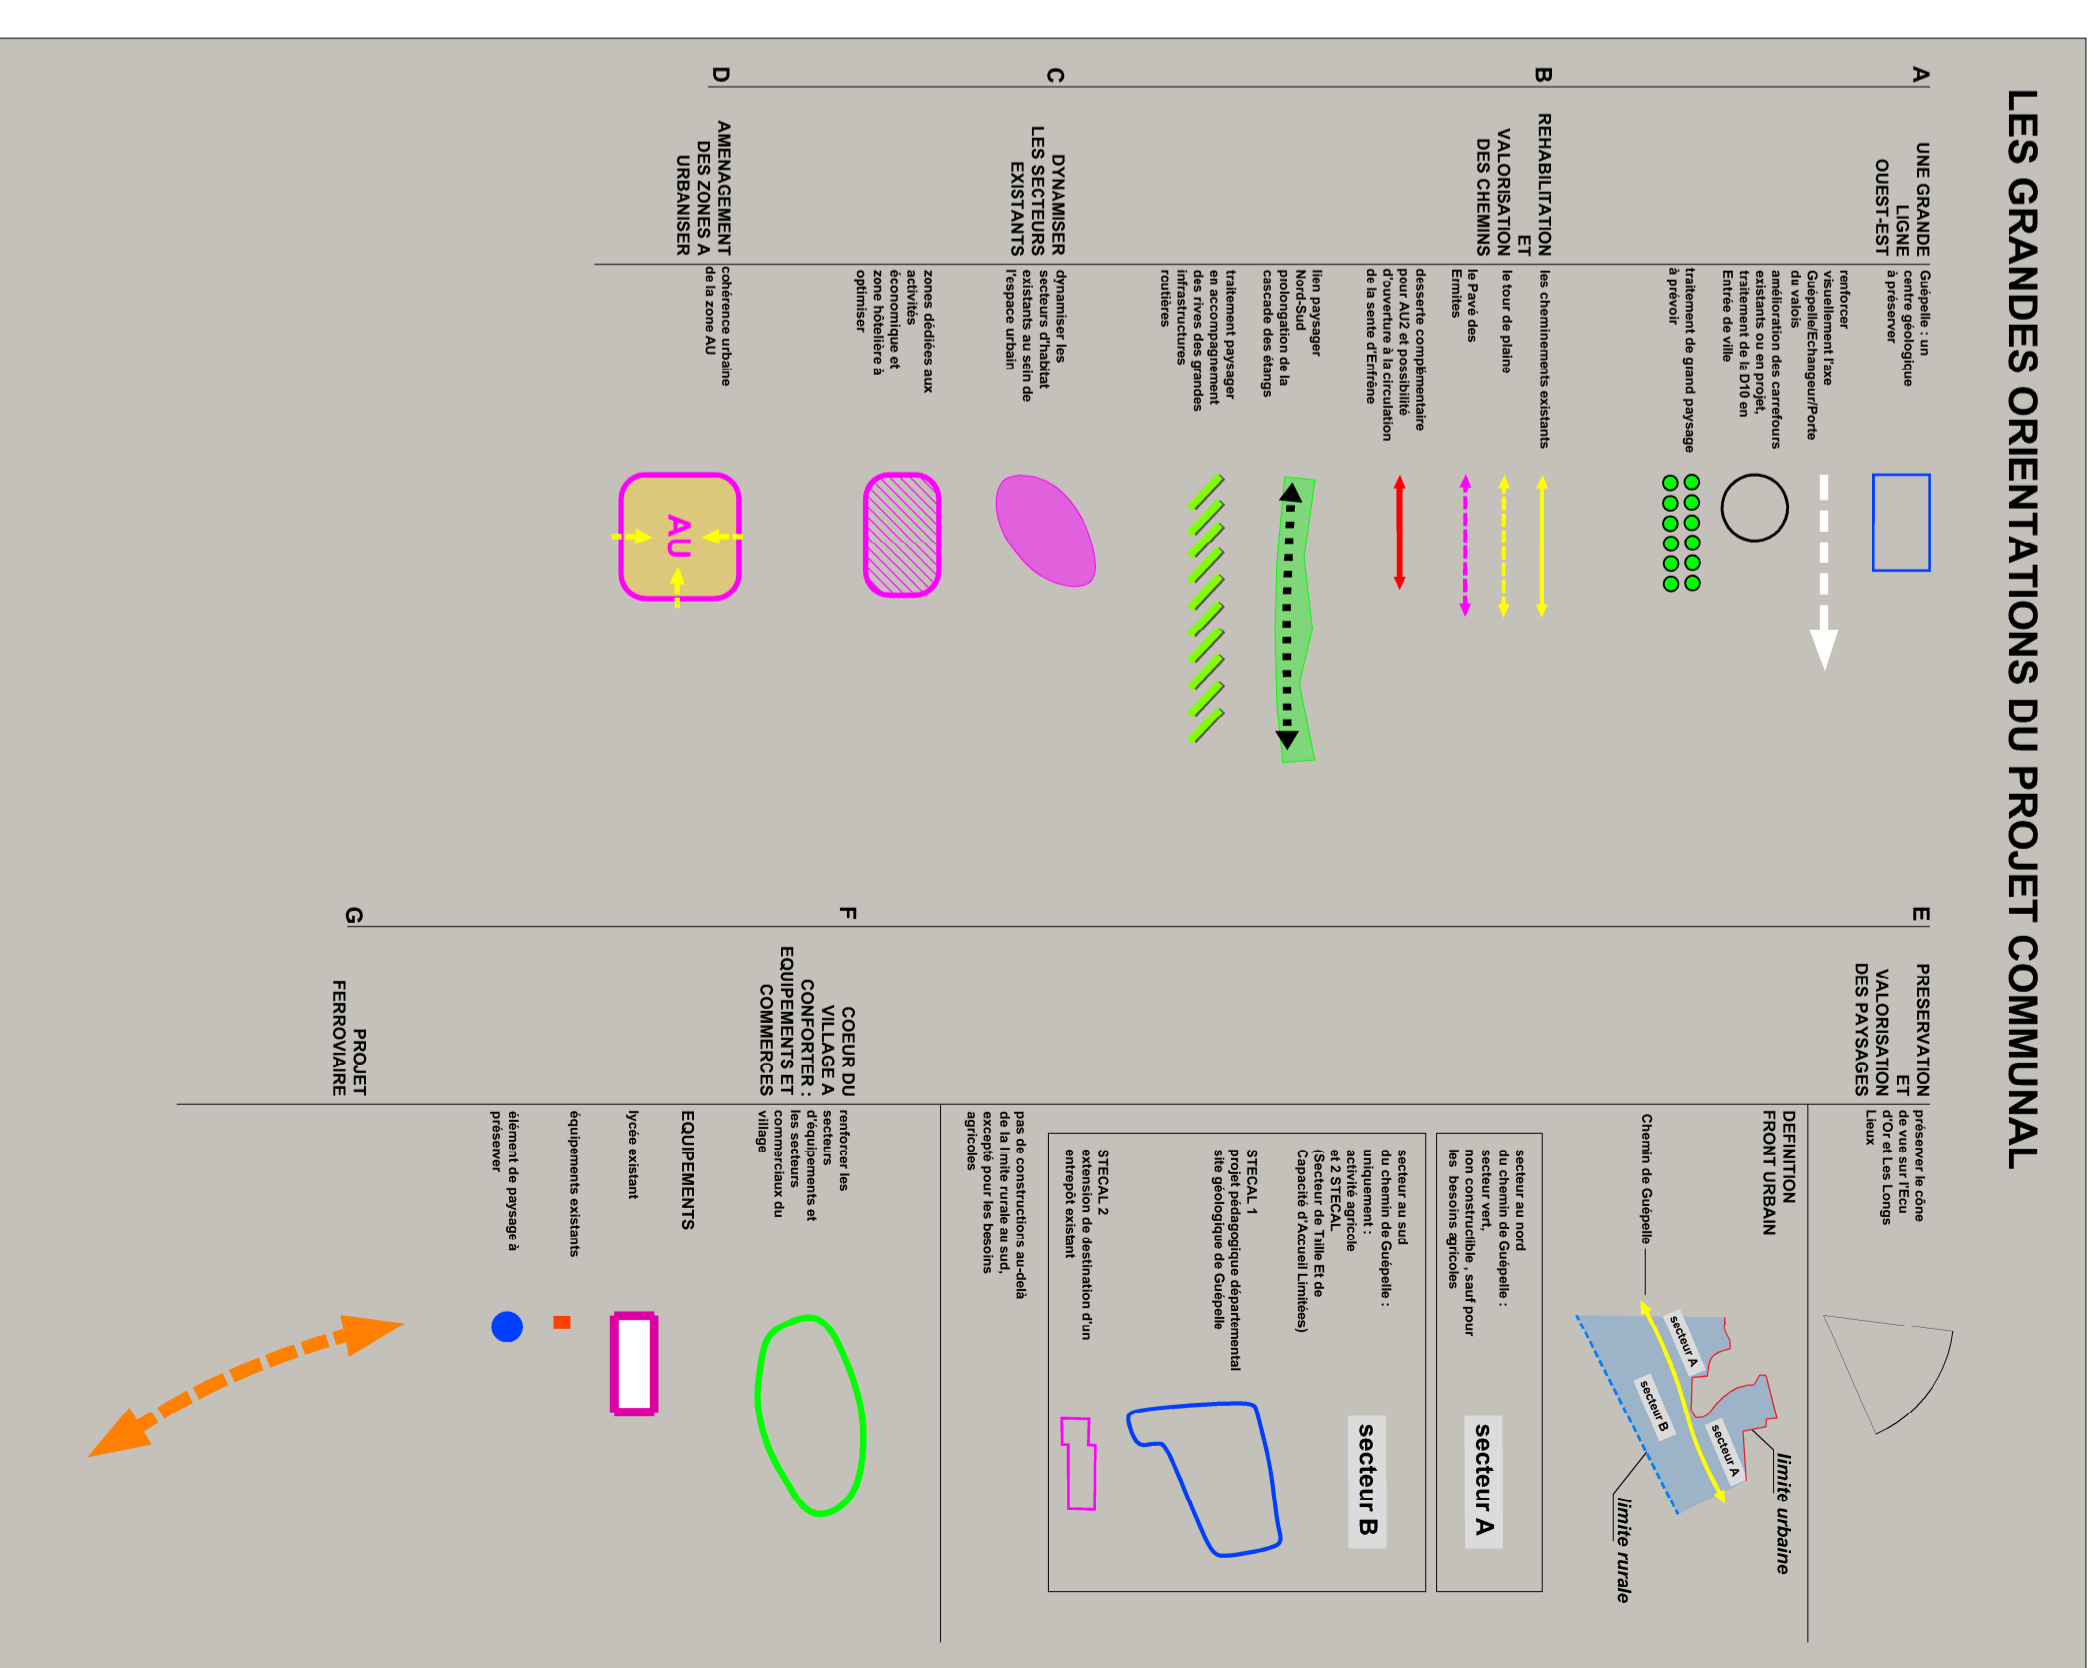 LES GRANDES ORIENTATIONS DU PROJET COMMUNAL
A
UNE GRANDE
LIGNE
OUEST-EST
Guépelle : un
centre géologique
à préserver
renforcer
visuellement l'axe
Guépelle/Echangeur/Porte
du valois
amélioration des carrefours
existants ou en projet,
traitement de la D10 en
Entrée de ville
traitement de grand paysage
à prévoir
B
REHABILITATION
ET
VALORISATION
DES CHEMINS
les cheminements existants
le tour de plaine
le Pavé des
Ermites
desserte complémentaire
pour AU2 et possibilité
d'ouverture à la circulation
de la sente d'Enfrêne
lien paysager
Nord-Sud
prolongation de la
cascade des étangs
traitement paysager
en accompagnement
des rives des grandes
infrastructures
routières
C
DYNAMISER
LES SECTEURS
EXISTANTS
dynamiser les
secteurs d'habitat
existants au sein de
l'espace urbain
zones dédiées aux
activités
économique et
zone hôtelière à
optimiser
D
AMENAGEMENT
DES ZONES A
URBANISER
cohérence urbaine
de la zone AU
AU
E
PRESERVATION
ET
VALORISATION
DES PAYSAGES
préserver le cône
de vue sur l'Ecu
d'Or et Les Longs
Lieux
DEFINITION
FRONT URBAIN
limite urbaine
Chemin de Guépelle
secteur A
secteur B
secteur A
limite rurale
secteur au nord
du chemin de Guépelle :
secteur vert,
non constructible , sauf pour
les besoins agricoles
secteur A
secteur au sud
du chemin de Guépelle :
uniquement :
activité agricole
et 2 STECAL
(Secteur de Taille Et de
Capacité d'Accueil Limitées)
secteur B
STECAL 1
projet pédagogique départemental
site géologique de Guépelle
STECAL 2
extension de destination d'un
entrepôt existant
pas de constructions au-delà
de la limite rurale au sud,
excepté pour les besoins
agricoles
F
COEUR DU
VILLAGE A
CONFORTER :
EQUIPEMENTS ET
COMMERCES
renforcer les
secteurs
d'équipements et
les secteurs
commerciaux du
village
EQUIPEMENTS
lycée existant
équipements existants
élément de paysage à
préserver
G
PROJET
FERROVIAIRE